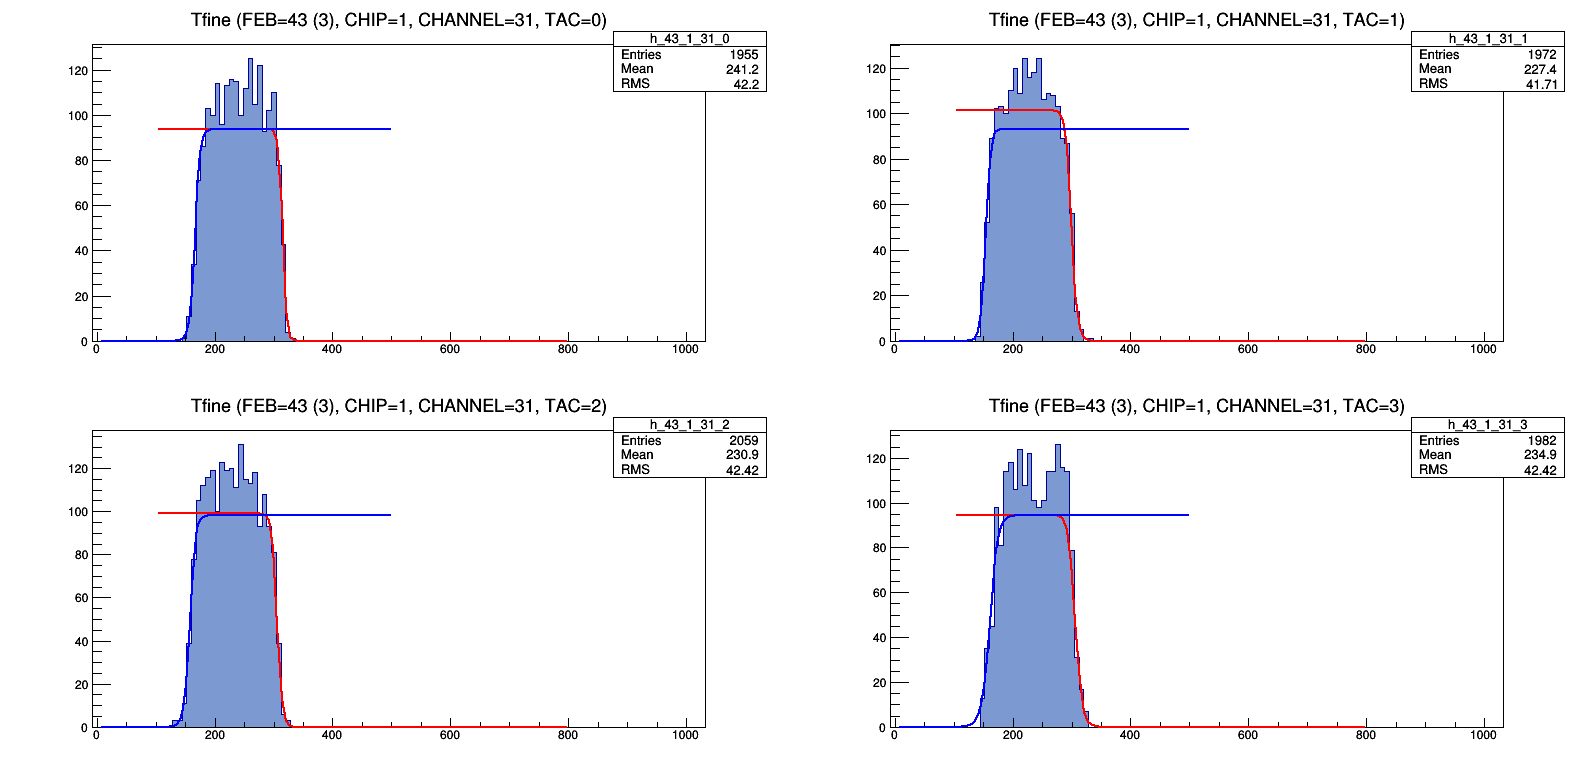 Tfine (FEB=43 (3), CHIP=1, CHANNEL=31, TAC=0)
h_43_1_31_0
Entries 1955
Mean 241.2
RMS 42.2
120
100
80
60
40
20
0
0 200 400 600 800 1000
Tfine (FEB=43 (3), CHIP=1, CHANNEL=31, TAC=1)
h_43_1_31_1
Entries 1972
Mean 227.4
RMS 41.71
120
100
80
60
40
20
0
0 200 400 600 800 1000
Tfine (FEB=43 (3), CHIP=1, CHANNEL=31, TAC=2)
h_43_1_31_2
Entries 2059
Mean 230.9
RMS 42.42
120
100
80
60
40
20
0
0 200 400 600 800 1000
Tfine (FEB=43 (3), CHIP=1, CHANNEL=31, TAC=3)
h_43_1_31_3
Entries 1982
Mean 234.9
RMS 42.42
120
100
80
60
40
20
0
0 200 400 600 800 1000